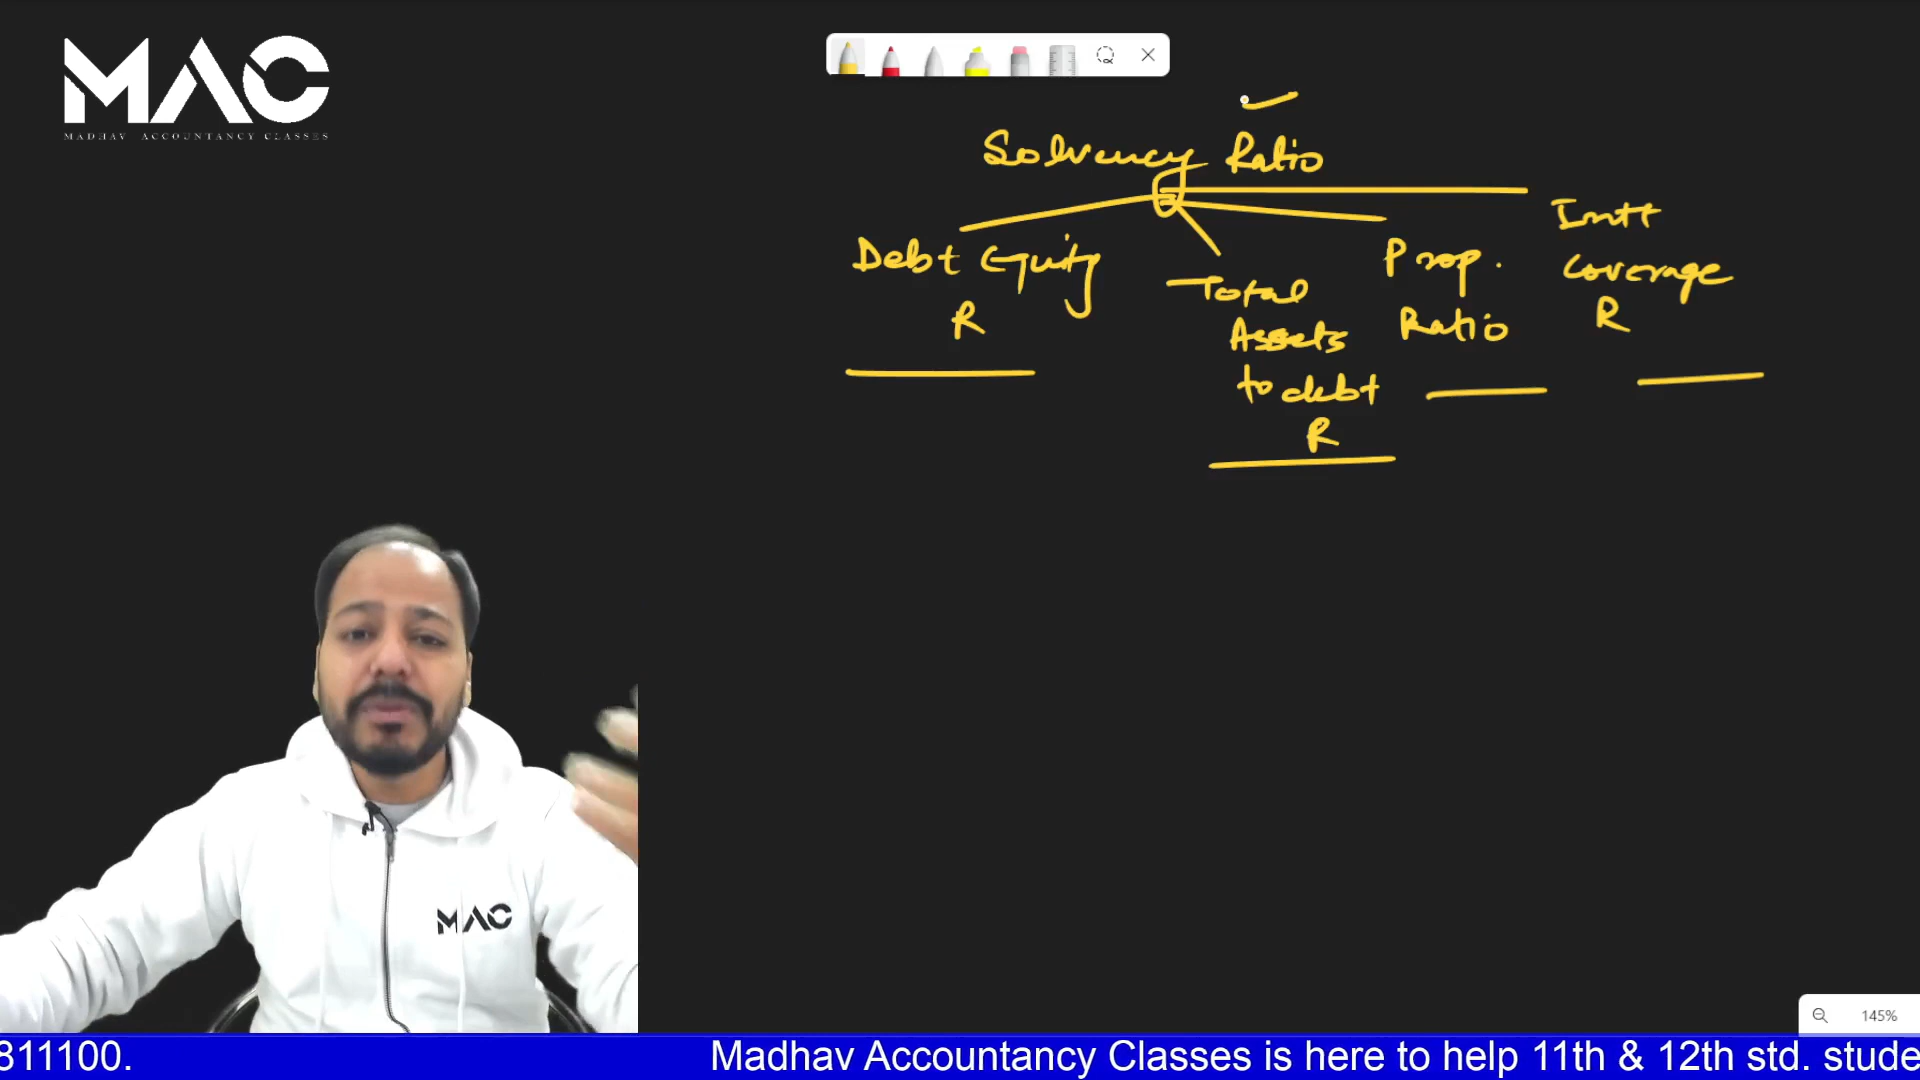 MAC
MADHAV ACCOUNTANCY CLASSES
Solvency Ratio
Debt Equity
R
Total
Assets
to debt
R
Prop.
Ratio
Intt
coverage
R
MAC
145%
811100.
Madhav Accountancy Classes is here to help 11th & 12th std. stude